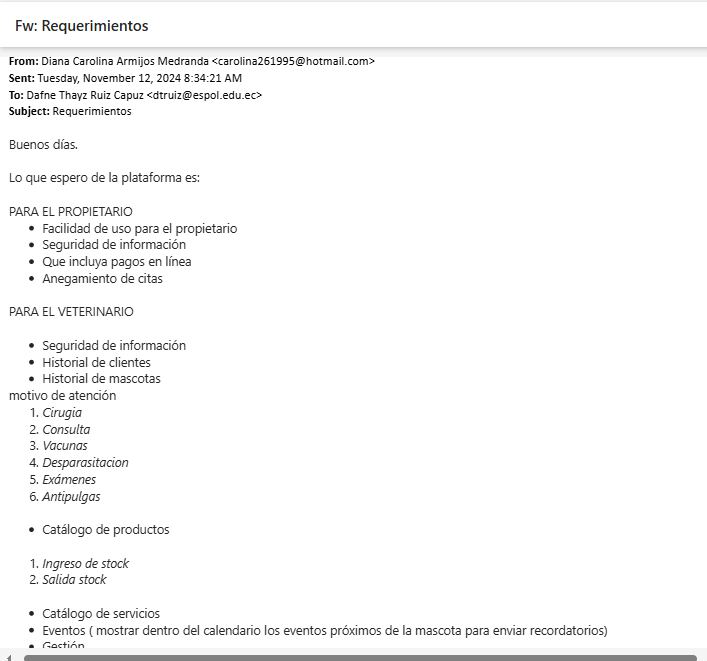 Fw: Requerimientos
From: Diana Carolina Armijos Medranda <carolina261995@hotmail.com>
Sent: Tuesday, November 12, 2024 8:34:21 AM
To: Dafne Thayz Ruiz Capuz <dtruiz@espol.edu.ec>
Subject: Requerimientos
Buenos días.
Lo que espero de la plataforma es:
PARA EL PROPIETARIO
• Facilidad de uso para el propietario
• Seguridad de información
• Que incluya pagos en línea
• Anegamiento de citas
PARA EL VETERINARIO
• Seguridad de información
• Historial de clientes
• Historial de mascotas
motivo de atención
1. Cirugia
2. Consulta
3. Vacunas
4. Desparasitacion
5. Exámenes
6. Antipulgas
• Catálogo de productos
1. Ingreso de stock
2. Salida stock
• Catálogo de servicios
• Eventos ( mostrar dentro del calendario los eventos próximos de la mascota para enviar recordatorios)
• Gestión